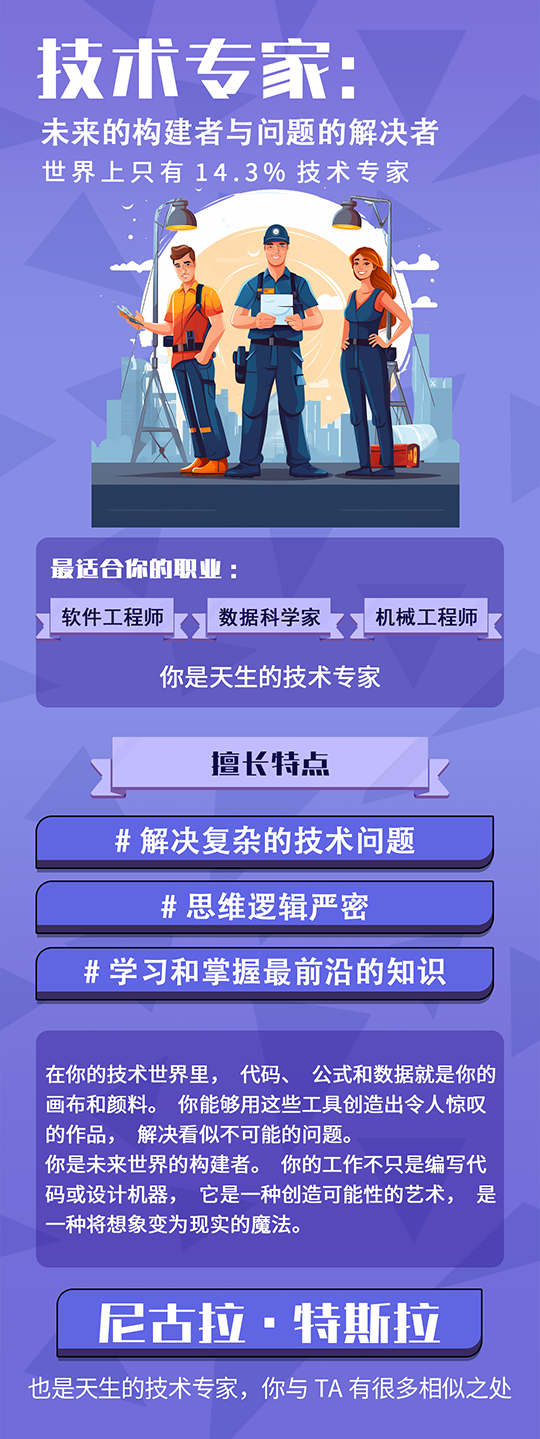 技术专家:
未来的构建者与问题的解决者
世界上只有 14.3% 技术专家
最适合你的职业：
软件工程师 数据科学家 机械工程师
你是天生的技术专家
擅长特点
# 解决复杂的技术问题
# 思维逻辑严密
# 学习和掌握最前沿的知识
在你的技术世界里， 代码、 公式和数据就是你的
画布和颜料。 你能够用这些工具创造出令人惊叹
的作品， 解决看似不可能的问题。
你是未来世界的构建者。 你的工作不只是编写代
码或设计机器， 它是一种创造可能性的艺术， 是
一种将想象变为现实的魔法。
尼古拉·特斯拉
也是天生的技术专家，你与 TA 有很多相似之处